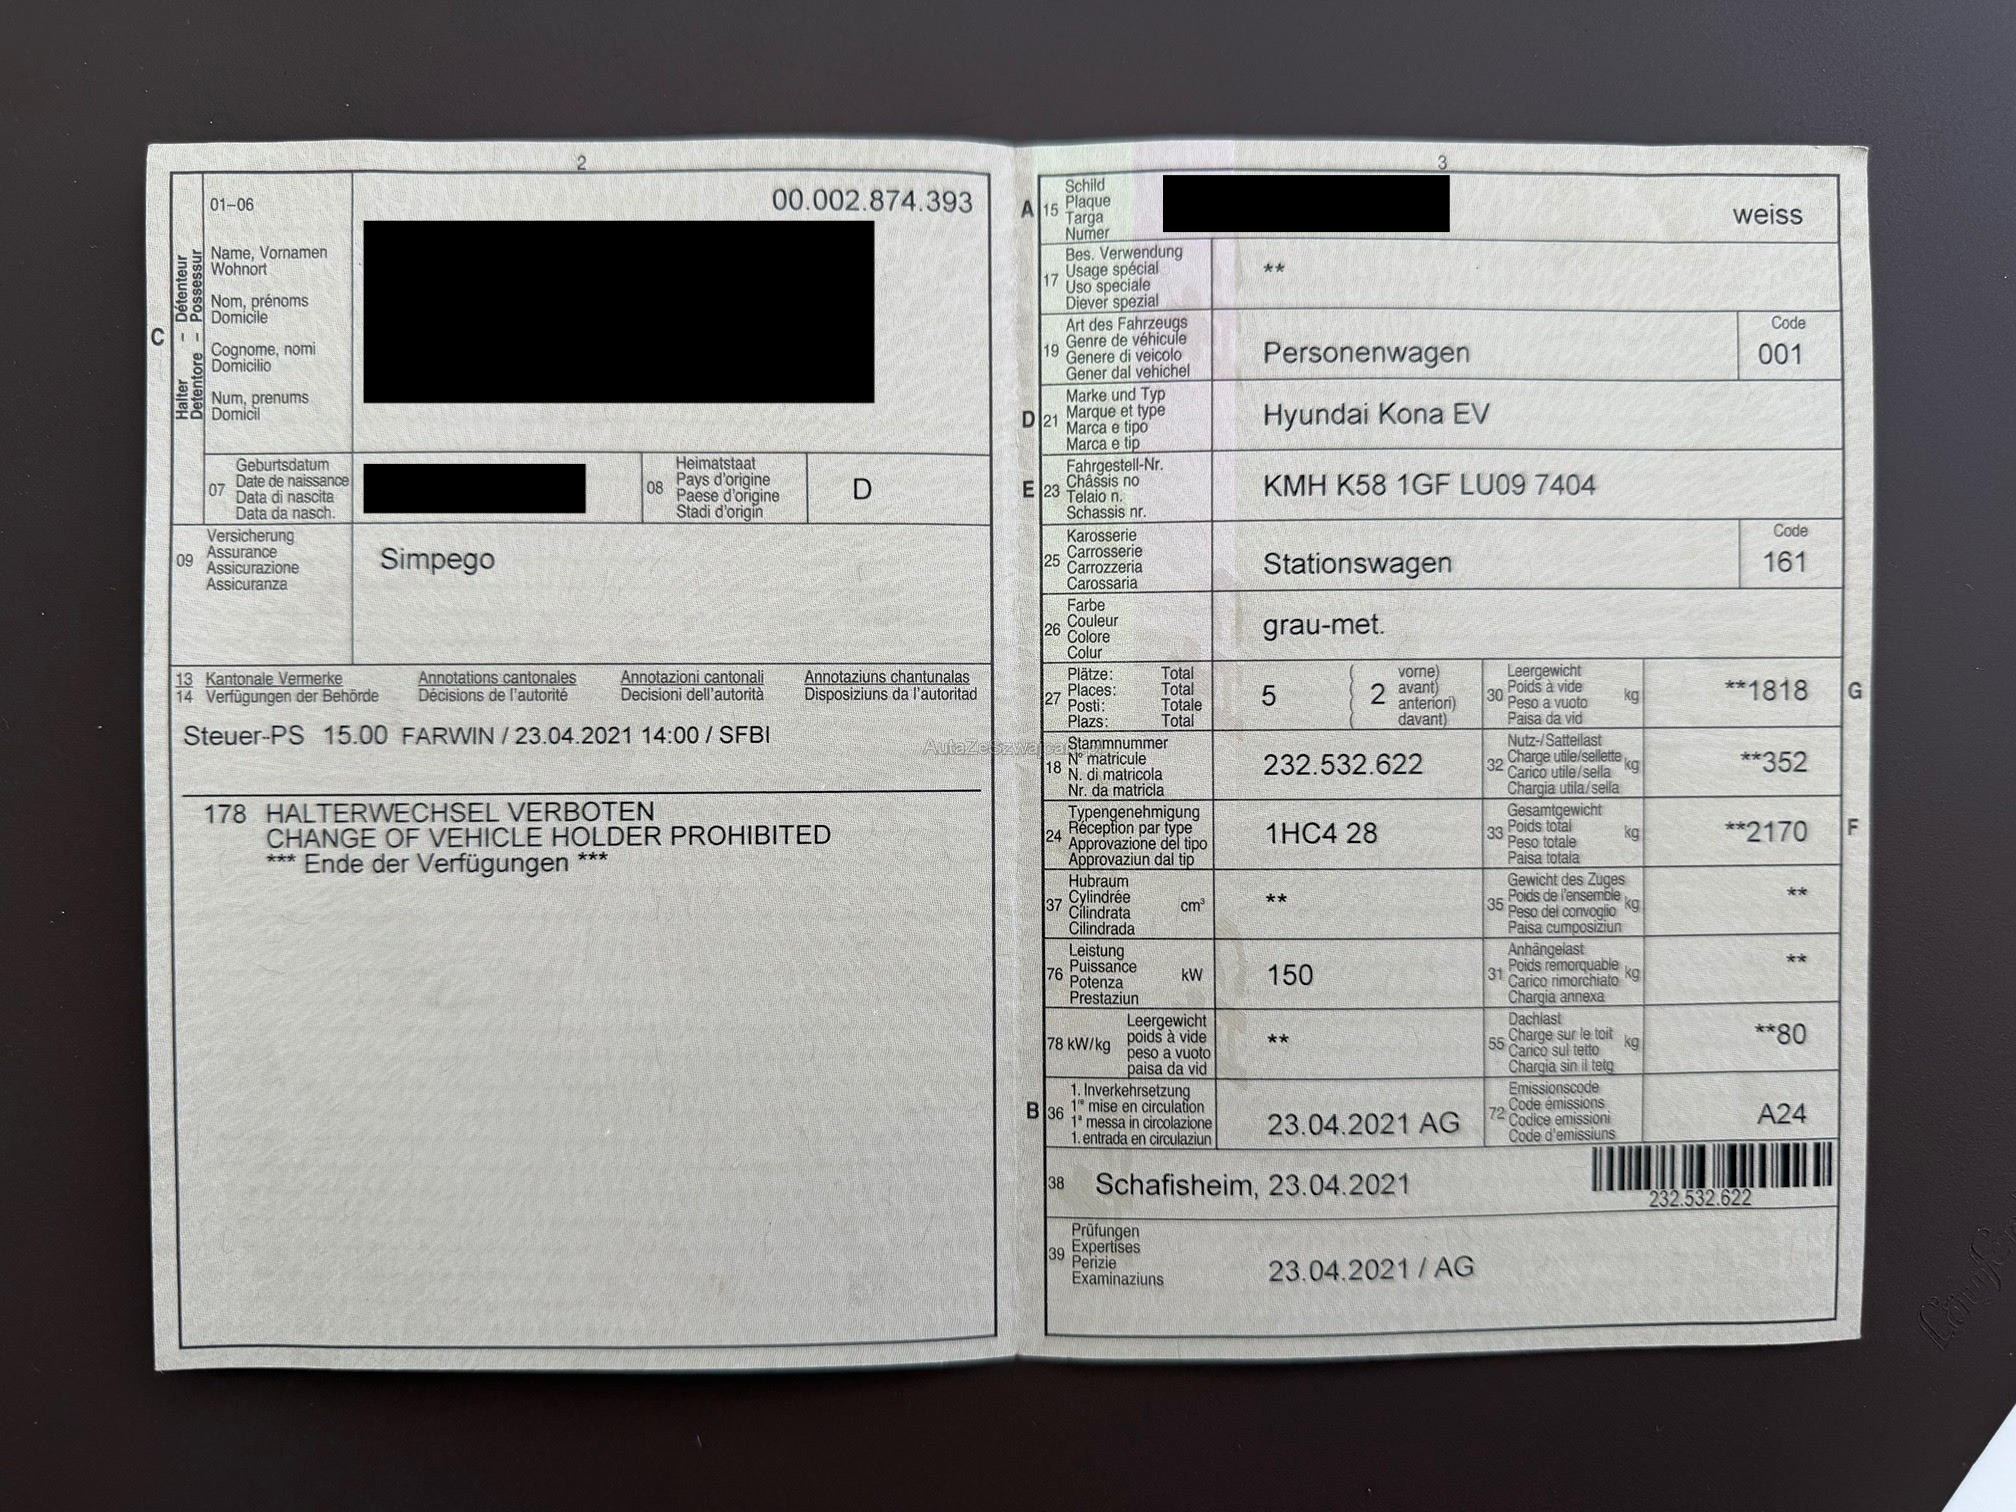 2
01–06
00.002.874.393
C
Halter – Détenteur
Detentore – Possessur
Name, Vornamen
Wohnort
Nom, prénoms
Domicile
Cognome, nomi
Domicilio
Num, prenums
Domicil
07
Geburtsdatum
Date de naissance
Data di nascita
Data da nasch.
08
Heimatstaat
Pays d'origine
Paese d'origine
Stadi d'origin
D
09
Versicherung
Assurance
Assicurazione
Assicuranza
Simpego
13 Kantonale Vermerke Annotations cantonales Annotazioni cantonali Annotaziuns chantunalas
14 Verfügungen der Behörde Décisions de l'autorité Decisioni dell'autorità Disposiziuns da l'autoritad
Steuer-PS 15.00 FARWIN / 23.04.2021 14:00 / SFBI
178 HALTERWECHSEL VERBOTEN
CHANGE OF VEHICLE HOLDER PROHIBITED
*** Ende der Verfügungen ***
3
A 15
Schild
Plaque
Targa
Numer
weiss
17
Bes. Verwendung
Usage spécial
Uso speciale
Diever spezial
**
19
Art des Fahrzeugs
Genre de véhicule
Genere di veicolo
Gener dal vehichel
Personenwagen
Code
001
D 21
Marke und Typ
Marque et type
Marca e tipo
Marca e tip
Hyundai Kona EV
E 23
Fahrgestell-Nr.
Châssis no
Telaio n.
Schassis nr.
KMH K58 1GF LU09 7404
25
Karosserie
Carrosserie
Carrozzeria
Carossaria
Stationswagen
Code
161
26
Farbe
Couleur
Colore
Colur
grau-met.
27
Plätze: Total
Places: Total
Posti: Totale
Plazs: Total
5
( 2
vorne)
avant)
anteriori)
davant)
30
Leergewicht
Poids à vide
Peso a vuoto
Paisa da vid
kg
**1818
G
18
Stammnummer
N° matricule
N. di matricola
Nr. da matricla
232.532.622
32
Nutz-/Sattellast
Charge utile/sellette
Carico utile/sella
Chargia utila/sella
kg
**352
24
Typengenehmigung
Réception par type
Approvazione del tipo
Approvaziun dal tip
1HC4 28
33
Gesamtgewicht
Poids total
Peso totale
Paisa totala
kg
**2170
F
37
Hubraum
Cylindrée
Cilindrata
Cilindrada
cm³
**
35
Gewicht des Zuges
Poids de l'ensemble
Peso del convoglio
Paisa cumposiziun
kg
**
76
Leistung
Puissance
Potenza
Prestaziun
kW
150
31
Anhängelast
Poids remorquable
Carico rimorchiato
Chargia annexa
kg
**
78 kW/kg
Leergewicht
poids à vide
peso a vuoto
paisa da vid
**
55
Dachlast
Charge sur le toit
Carico sul tetto
Chargia sin il tetg
kg
**80
B 36
1. Inverkehrsetzung
1re mise en circulation
1a messa in circolazione
1. entrada en circulaziun
23.04.2021 AG
72
Emissionscode
Code émissions
Codice emissioni
Code d'emissiuns
A24
38
Schafisheim, 23.04.2021
232.532.622
39
Prüfungen
Expertises
Perizie
Examinaziuns
23.04.2021 / AG